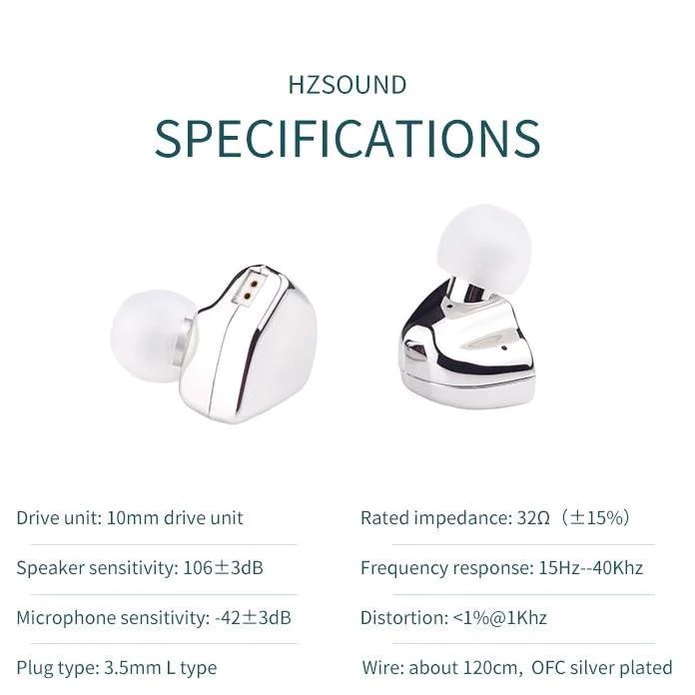 HZSOUND
SPECIFICATIONS
Drive unit: 10mm drive unit
Rated impedance: 32Ω（±15%）
Speaker sensitivity: 106±3dB
Frequency response: 15Hz--40Khz
Microphone sensitivity: -42±3dB
Distortion: <1%@1Khz
Plug type: 3.5mm L type
Wire: about 120cm, OFC silver plated